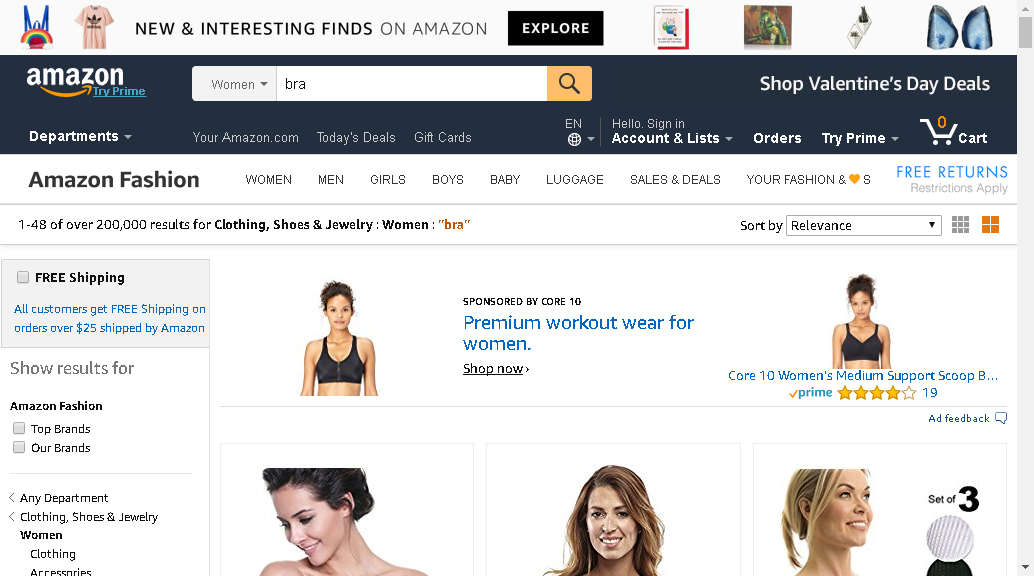 NEW & INTERESTING FINDS ON AMAZON
EXPLORE
amazon
Try Prime
Women
bra
Shop Valentine's Day Deals
Departments
Your Amazon.com
Today's Deals
Gift Cards
EN
Hello. Sign in
Account & Lists
Orders
Try Prime
0
Cart
Amazon Fashion
WOMEN
MEN
GIRLS
BOYS
BABY
LUGGAGE
SALES & DEALS
YOUR FASHION & S
FREE RETURNS
Restrictions Apply
1-48 of over 200,000 results for Clothing, Shoes & Jewelry : Women : "bra"
Sort by
Relevance
FREE Shipping
All customers get FREE Shipping on
orders over $25 shipped by Amazon
Show results for
Amazon Fashion
Top Brands
Our Brands
Any Department
Clothing, Shoes & Jewelry
Women
Clothing
Accessories
SPONSORED BY CORE 10
Premium workout wear for
women.
Shop now ›
Core 10 Women's Medium Support Scoop B...
prime
19
Ad feedback
Set of 3